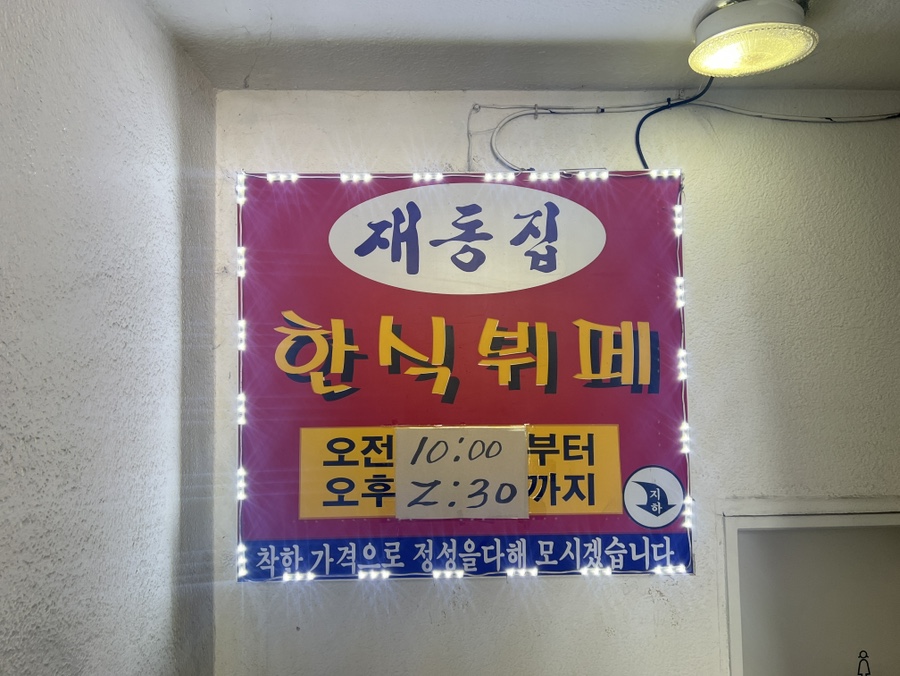 재동집
한식뷔페
오전 10:00 부터
오후 2:30 까지
지하
착한 가격으로 정성을다해 모시겠습니다